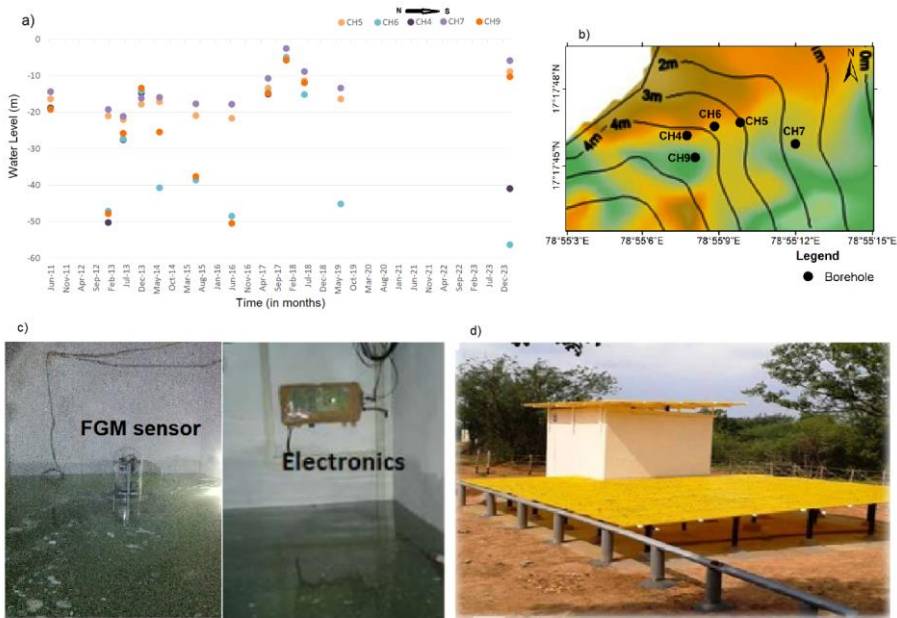 a)
N S
CH5 CH6 CH4 CH7 CH9
0
-10
-20
-30
-40
-50
-60
Water Level (m)
Jun-11
Nov-11
Apr-12
Sep-12
Feb-13
Jul-13
Dec-13
May-14
Oct-14
Mar-15
Aug-15
Jan-16
Jun-16
Nov-16
Apr-17
Sep-17
Feb-18
Jul-18
Dec-18
May-19
Oct-19
Mar-20
Aug-20
Jan-21
Jun-21
Nov-21
Apr-22
Sep-22
Feb-23
Jul-23
Dec-23
Time (in months)
b)
N
0m
1m
2m
3m
4m
4m
CH6
CH5
CH4
CH7
CH9
17°17'48"N
17°17'45"N
78°55'3"E 78°55'6"E 78°55'9"E 78°55'12"E 78°55'15"E
Legend
Borehole
c)
FGM sensor
Electronics
d)